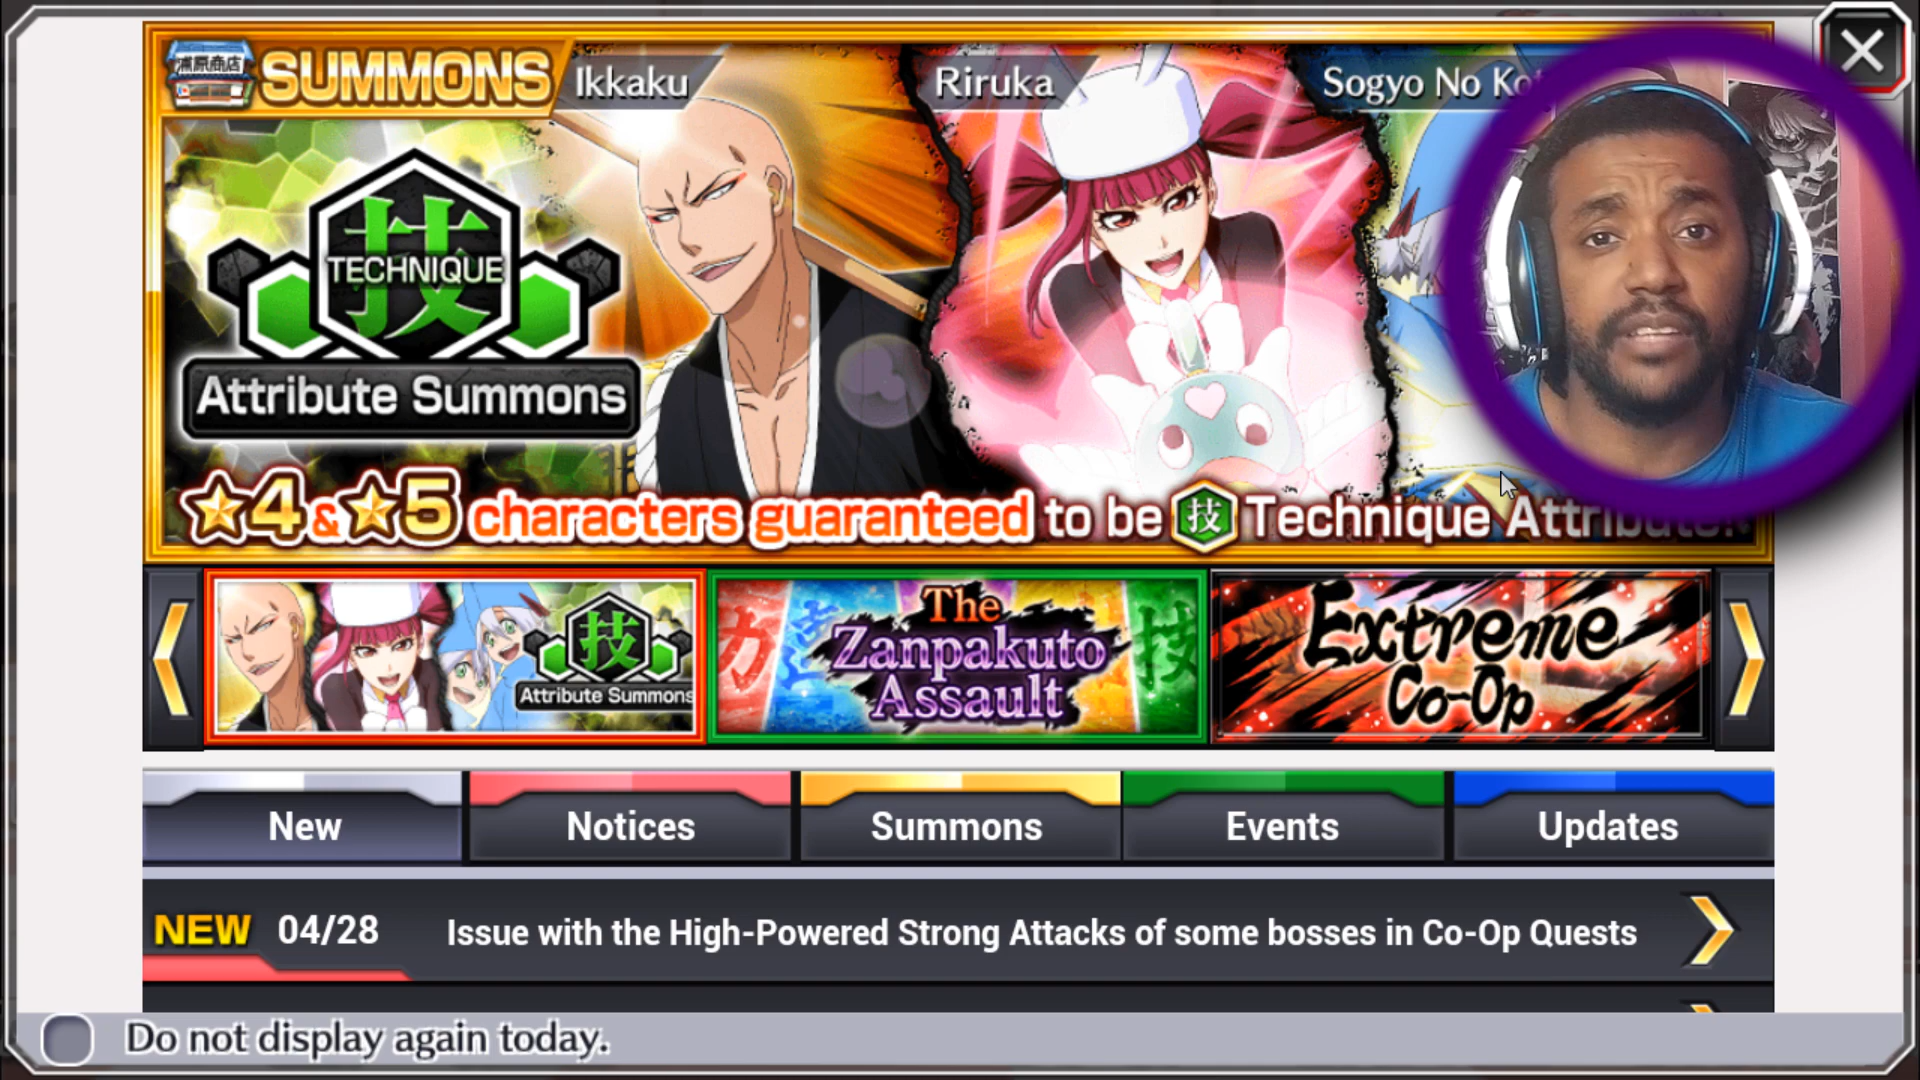 浦原商店
SUMMONS
Ikkaku
Riruka
Sogyo No
技
TECHNIQUE
Attribute Summons
★4 & ★5 characters guaranteed to be 技 Technique Attribute!
技
Attribute Summons
The
Zanpakuto
Assault
力
技
Extreme
Co-Op
New
Notices
Summons
Events
Updates
NEW 04/28 Issue with the High-Powered Strong Attacks of some bosses in Co-Op Quests
Do not display again today.